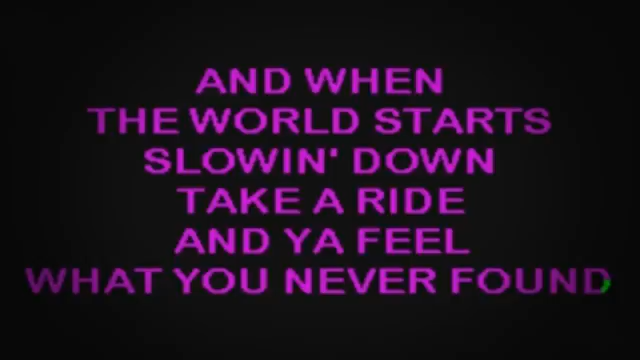 AND WHEN
THE WORLD STARTS
SLOWIN' DOWN
TAKE A RIDE
AND YA FEEL
WHAT YOU NEVER FOUND